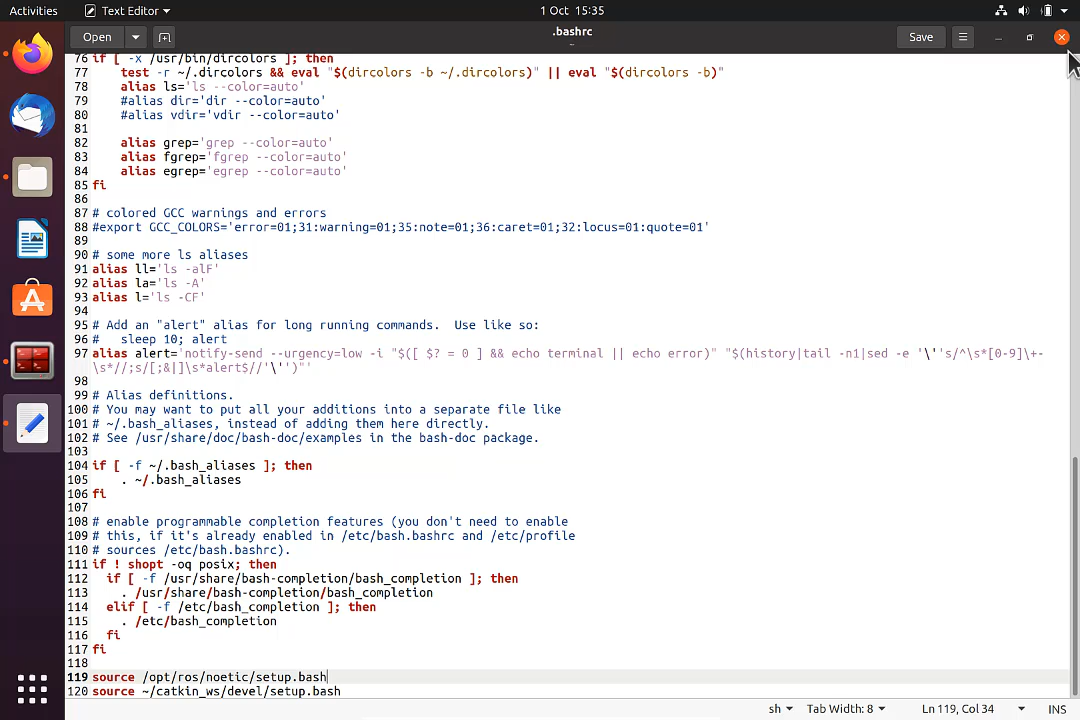 Activities
Text Editor
1 Oct 15:35
Open
.bashrc
Save
76 if [ -x /usr/bin/dircolors ]; then
77     test -r ~/.dircolors && eval "$(dircolors -b ~/.dircolors)" || eval "$(dircolors -b)"
78     alias ls='ls --color=auto'
79     #alias dir='dir --color=auto'
80     #alias vdir='vdir --color=auto'
81
82     alias grep='grep --color=auto'
83     alias fgrep='fgrep --color=auto'
84     alias egrep='egrep --color=auto'
85 fi
86
87 # colored GCC warnings and errors
88 #export GCC_COLORS='error=01;31:warning=01;35:note=01;36:caret=01;32:locus=01:quote=01'
89
90 # some more ls aliases
91 alias ll='ls -alF'
92 alias la='ls -A'
93 alias l='ls -CF'
94
95 # Add an "alert" alias for long running commands.  Use like so:
96 #   sleep 10; alert
97 alias alert='notify-send --urgency=low -i "$([ $? = 0 ] && echo terminal || echo error)" "$(history|tail -n1|sed -e '\''s/^\s*[0-9]\+-
\s*//;s/[;&|]\s*alert$//'\'')"'
98
99 # Alias definitions.
100 # You may want to put all your additions into a separate file like
101 # ~/.bash_aliases, instead of adding them here directly.
102 # See /usr/share/doc/bash-doc/examples in the bash-doc package.
103
104 if [ -f ~/.bash_aliases ]; then
105     . ~/.bash_aliases
106 fi
107
108 # enable programmable completion features (you don't need to enable
109 # this, if it's already enabled in /etc/bash.bashrc and /etc/profile
110 # sources /etc/bash.bashrc).
111 if ! shopt -oq posix; then
112   if [ -f /usr/share/bash-completion/bash_completion ]; then
113     . /usr/share/bash-completion/bash_completion
114   elif [ -f /etc/bash_completion ]; then
115     . /etc/bash_completion
116   fi
117 fi
118
119 source /opt/ros/noetic/setup.bash
120 source ~/catkin_ws/devel/setup.bash
sh
Tab Width: 8
Ln 119, Col 34
INS